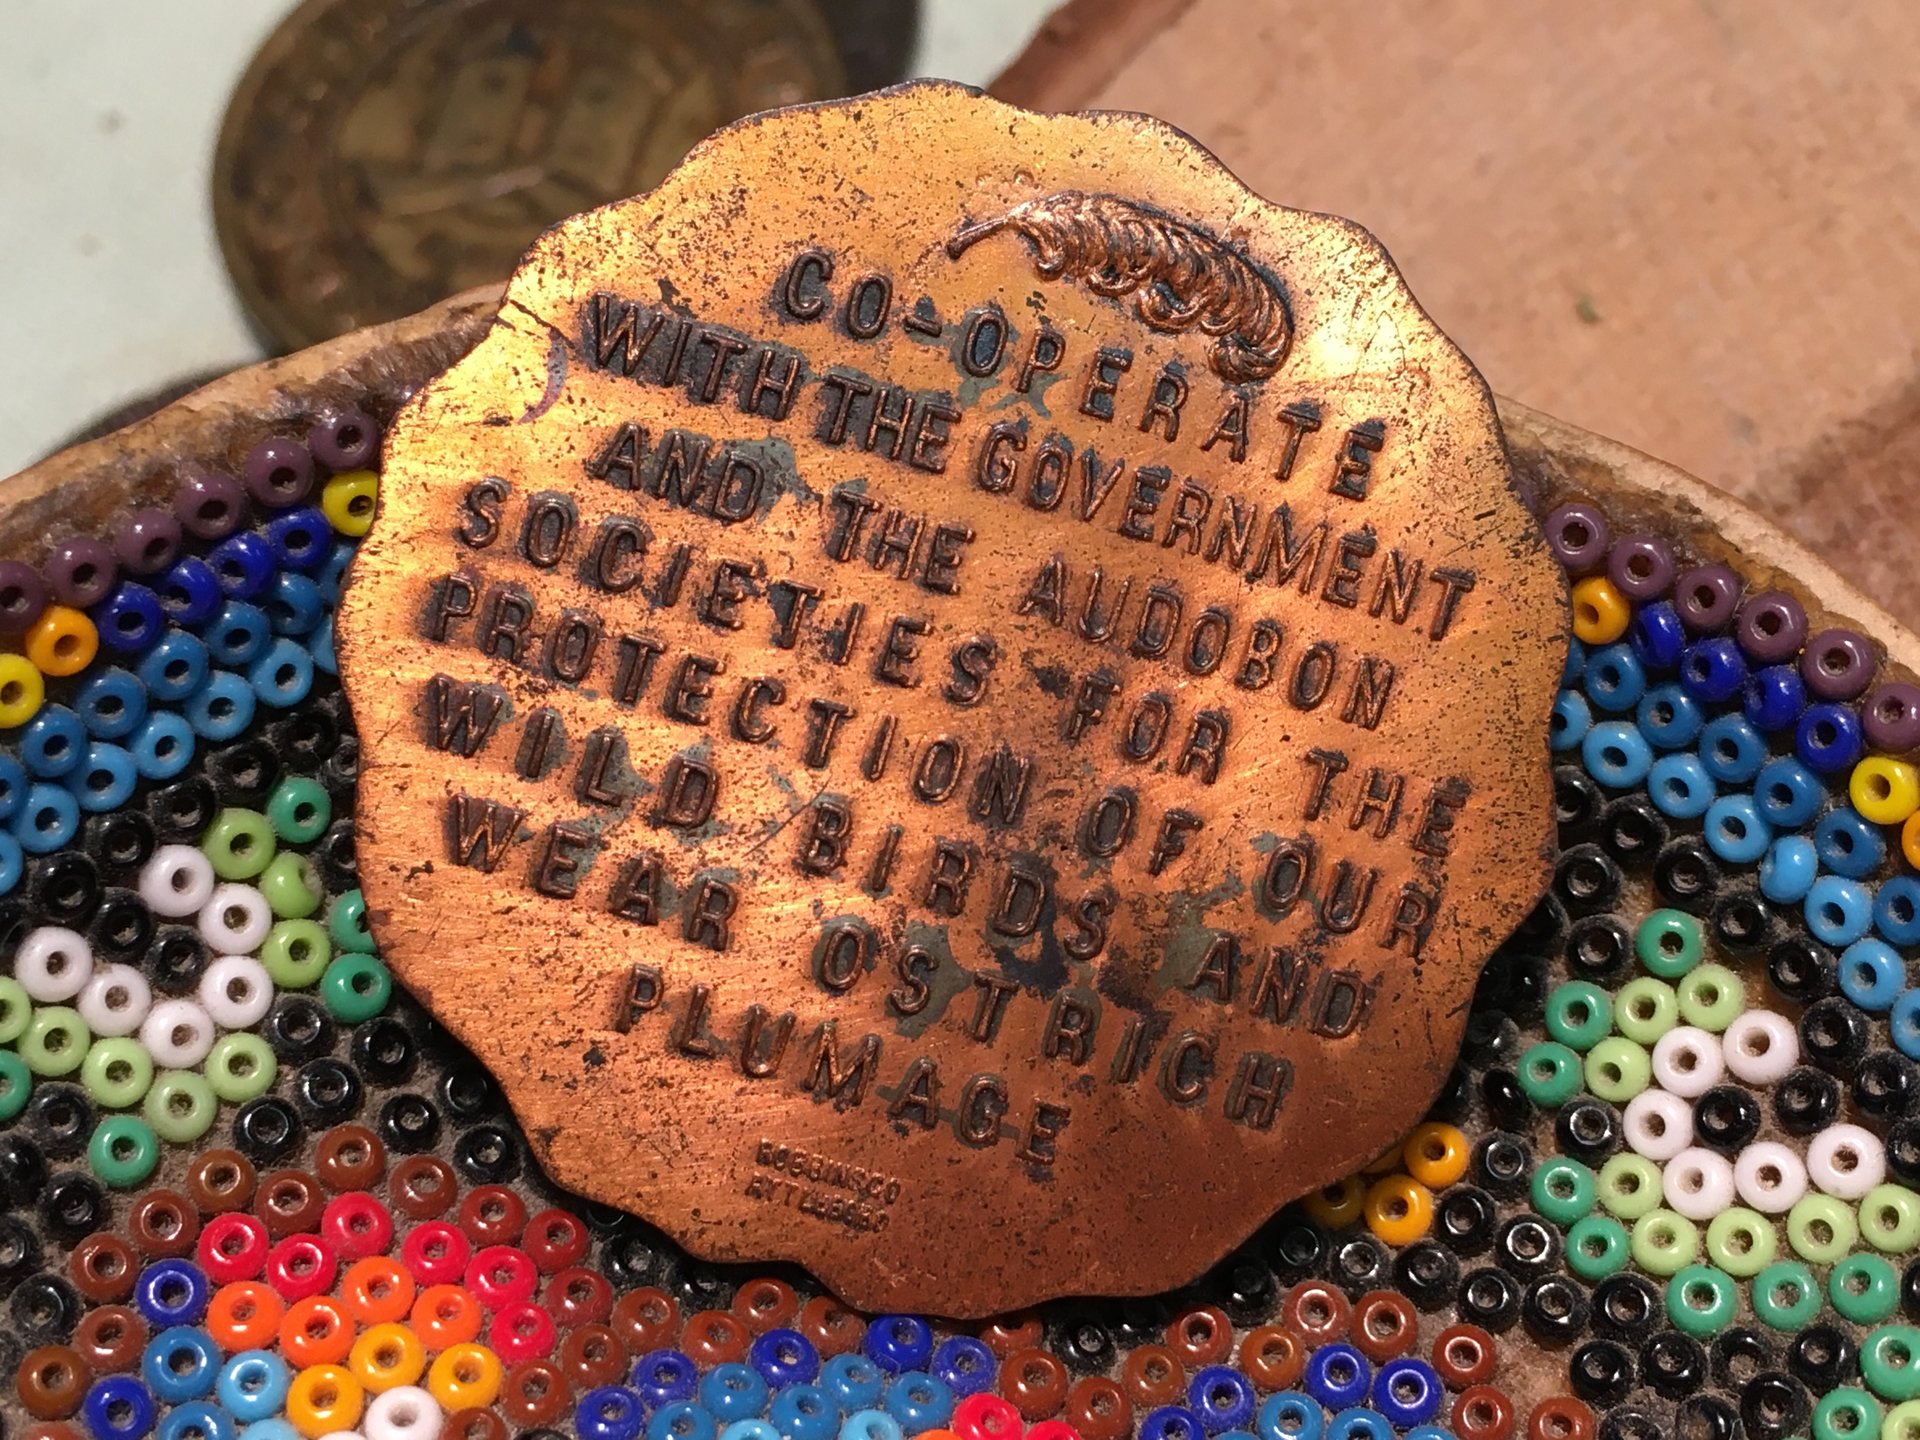 CO-OPERATE
WITH THE GOVERNMENT
AND THE AUDOBON
SOCIETIES FOR THE
PROTECTION OF OUR
WILD BIRDS AND
WEAR OSTRICH
PLUMAGE
ROBBINSCO